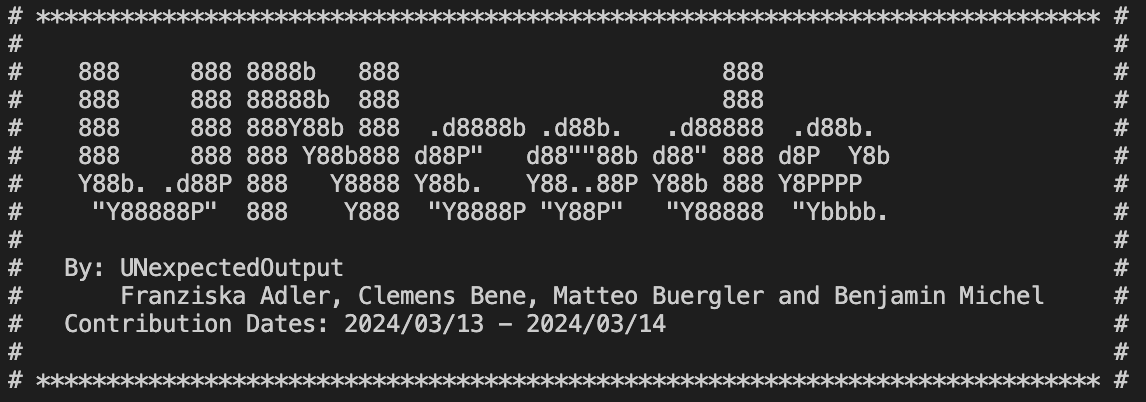 # **************************************************************************** #
#                                                                              #
#    888     888 8888b   888                       888                         #
#    888     888 88888b  888                       888                         #
#    888     888 888Y88b 888  .d8888b .d88b.   .d88888  .d88b.                 #
#    888     888 888 Y88b888 d88P"   d88""88b d88" 888 d8P  Y8b                #
#    Y88b. .d88P 888   Y8888 Y88b.   Y88..88P Y88b 888 Y8PPPP                  #
#     "Y88888P"  888    Y888  "Y8888P "Y88P"   "Y88888  "Ybbbb.                #
#                                                                              #
#   By: UNexpectedOutput                                                       #
#       Franziska Adler, Clemens Bene, Matteo Buergler and Benjamin Michel     #
#   Contribution Dates: 2024/03/13 - 2024/03/14                                #
#                                                                              #
# **************************************************************************** #